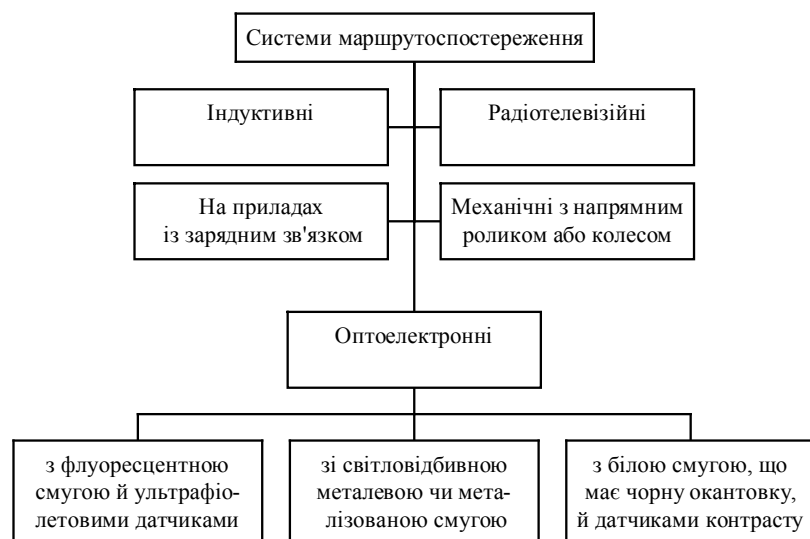 Системи маршрутоспостереження
Індуктивні
Радіотелевізійні
На приладах
із зарядним зв'язком
Механічні з напрямним
роликом або колесом
Оптоелектронні
з флуоресцентною
смугою й ультрафіо-
летовими датчиками
зі світловідбивною
металевою чи мета-
лізованою смугою
з білою смугою, що
має чорну окантовку,
й датчиками контрасту